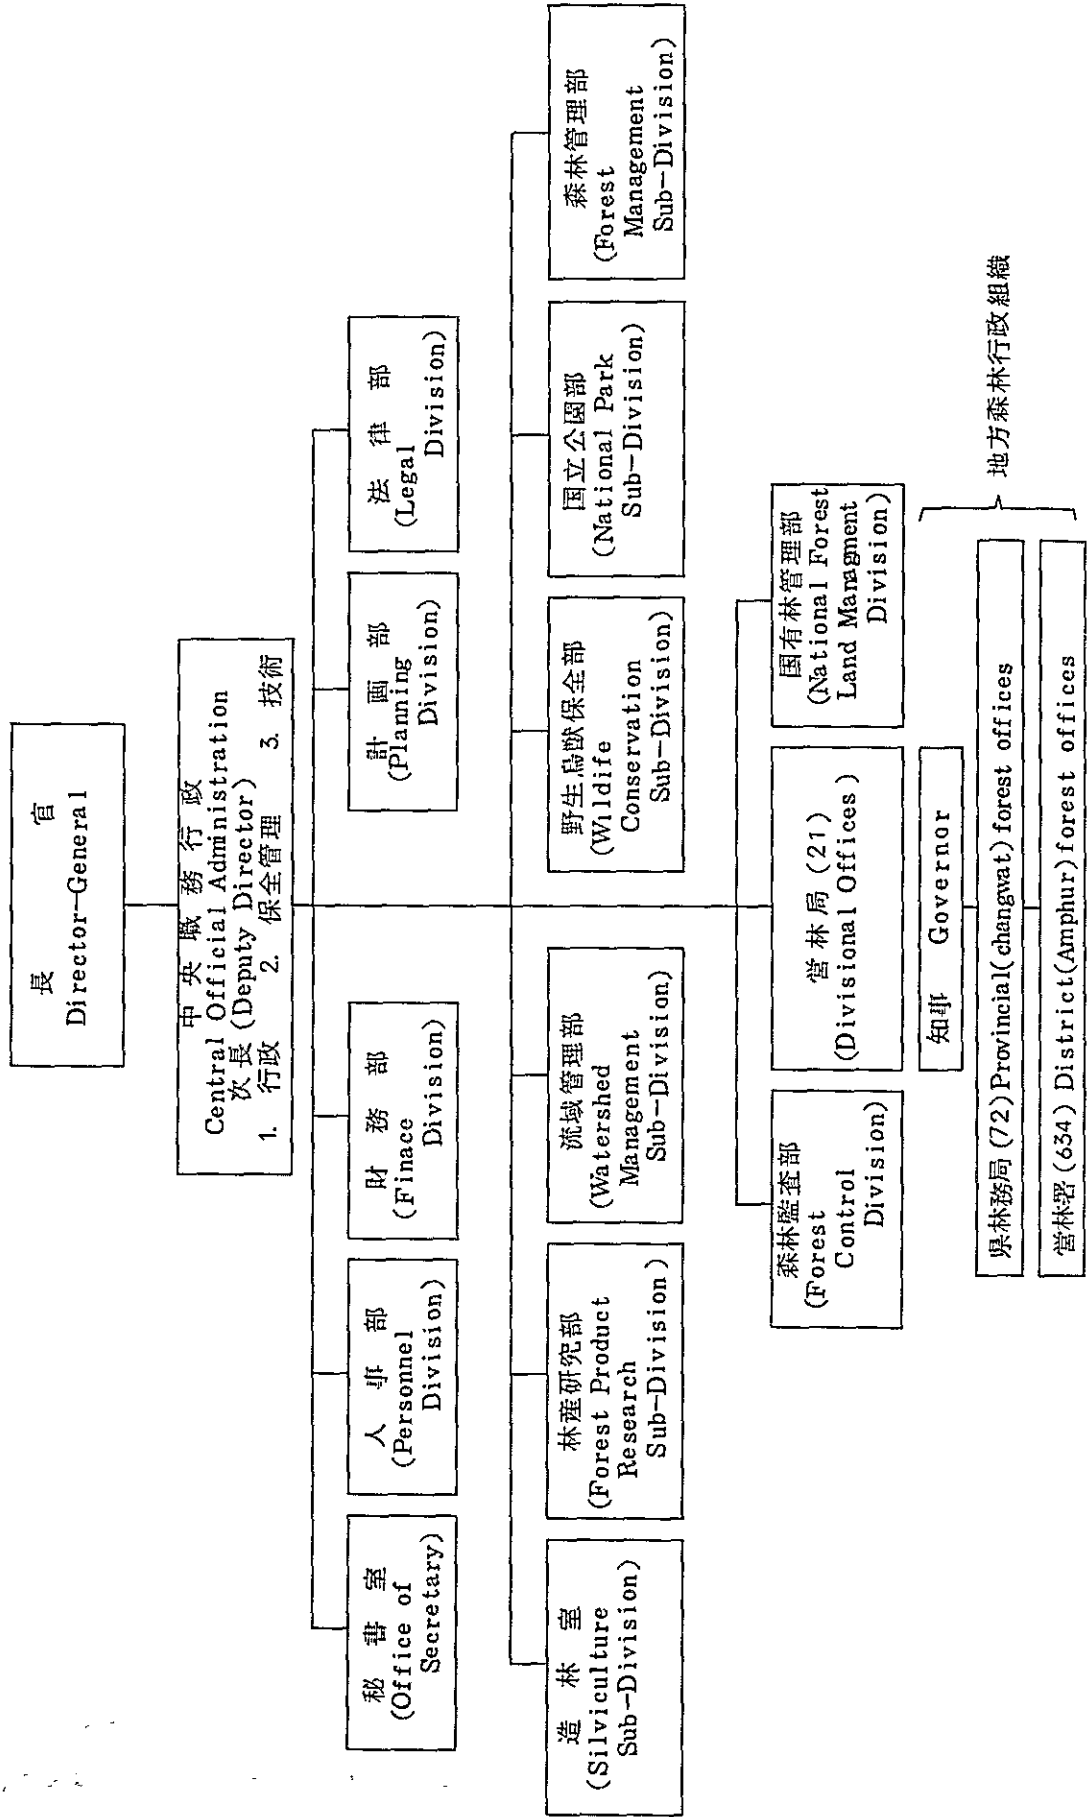 長官
Director-General
中央職務行政
Central Official Administration
次長 (Deputy Director)
1. 行政 2. 保全管理 3. 技術
秘書室
(Office of
Secretary)
人事部
(Personnel
Division)
財務部
(Finace
Division)
計画部
(Planning
Division)
法律部
(Legal
Division)
造林室
(Silviculture
Sub-Division)
林産研究部
(Forest Product
Research
Sub-Division)
流域管理部
(Watershed
Management
Sub-Division)
野生鳥獣保全部
(Wildlife
Conservation
Sub-Division)
国立公園部
(National Park
Sub-Division)
森林管理部
(Forest
Management
Sub-Division)
森林監査部
(Forest
Control
Division)
営林局 (21)
(Divisional Offices)
国有林管理部
(National Forest
Land Managment
Division)
知事 Governor
県林務局 (72) Provincial(changwat) forest offices
営林署 (634) District(Amphur) forest offices
地方森林行政組織